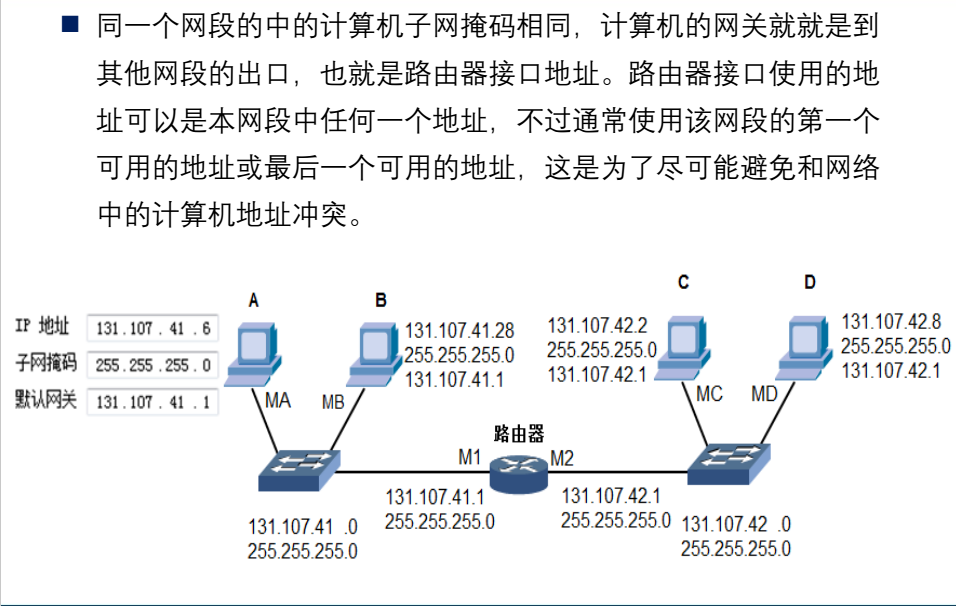 ■ 同一个网段的中的计算机子网掩码相同，计算机的网关就就是到
其他网段的出口，也就是路由器接口地址。路由器接口使用的地
址可以是本网段中任何一个地址，不过通常使用该网段的第一个
可用的地址或最后一个可用的地址，这是为了尽可能避免和网络
中的计算机地址冲突。
A
B
C
D
IP 地址 131.107.41.6
子网掩码 255.255.255.0
默认网关 131.107.41.1
131.107.41.28
255.255.255.0
131.107.41.1
131.107.42.2
255.255.255.0
131.107.42.1
131.107.42.8
255.255.255.0
131.107.42.1
MA
MB
MC
MD
路由器
M1
M2
131.107.41.1
255.255.255.0
131.107.42.1
255.255.255.0
131.107.41 .0
255.255.255.0
131.107.42 .0
255.255.255.0